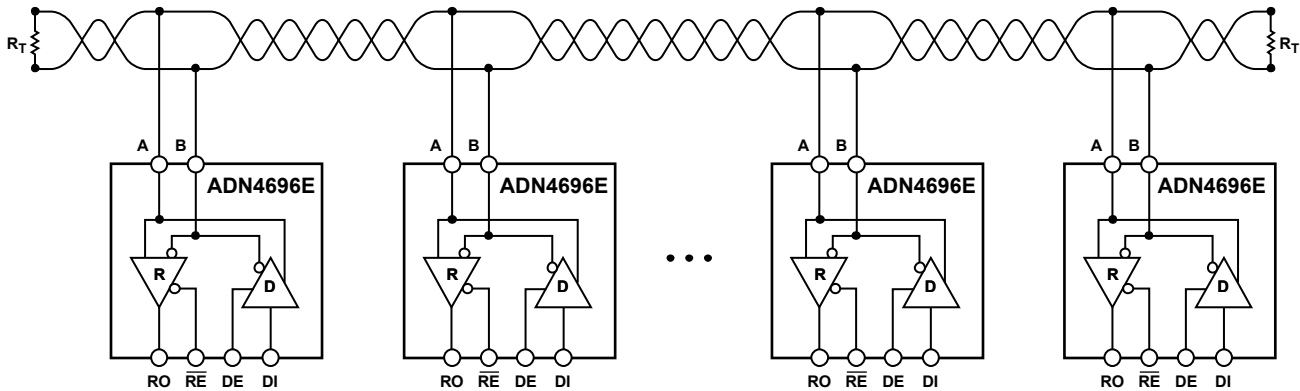 RT RT
A B A B A B A B
ADN4696E ADN4696E ADN4696E ADN4696E
R D R D R D R D
RO RE DE DI RO RE DE DI RO RE DE DI RO RE DE DI